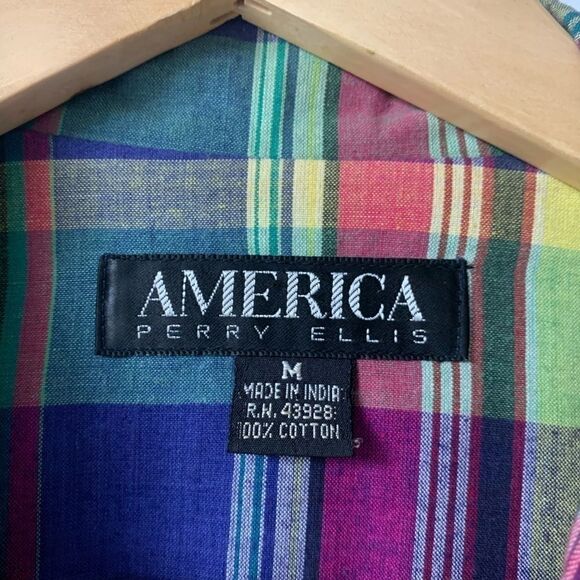 AMERICA
PERRY ELLIS
M
MADE IN INDIA
R.N. 43928
100% COTTON